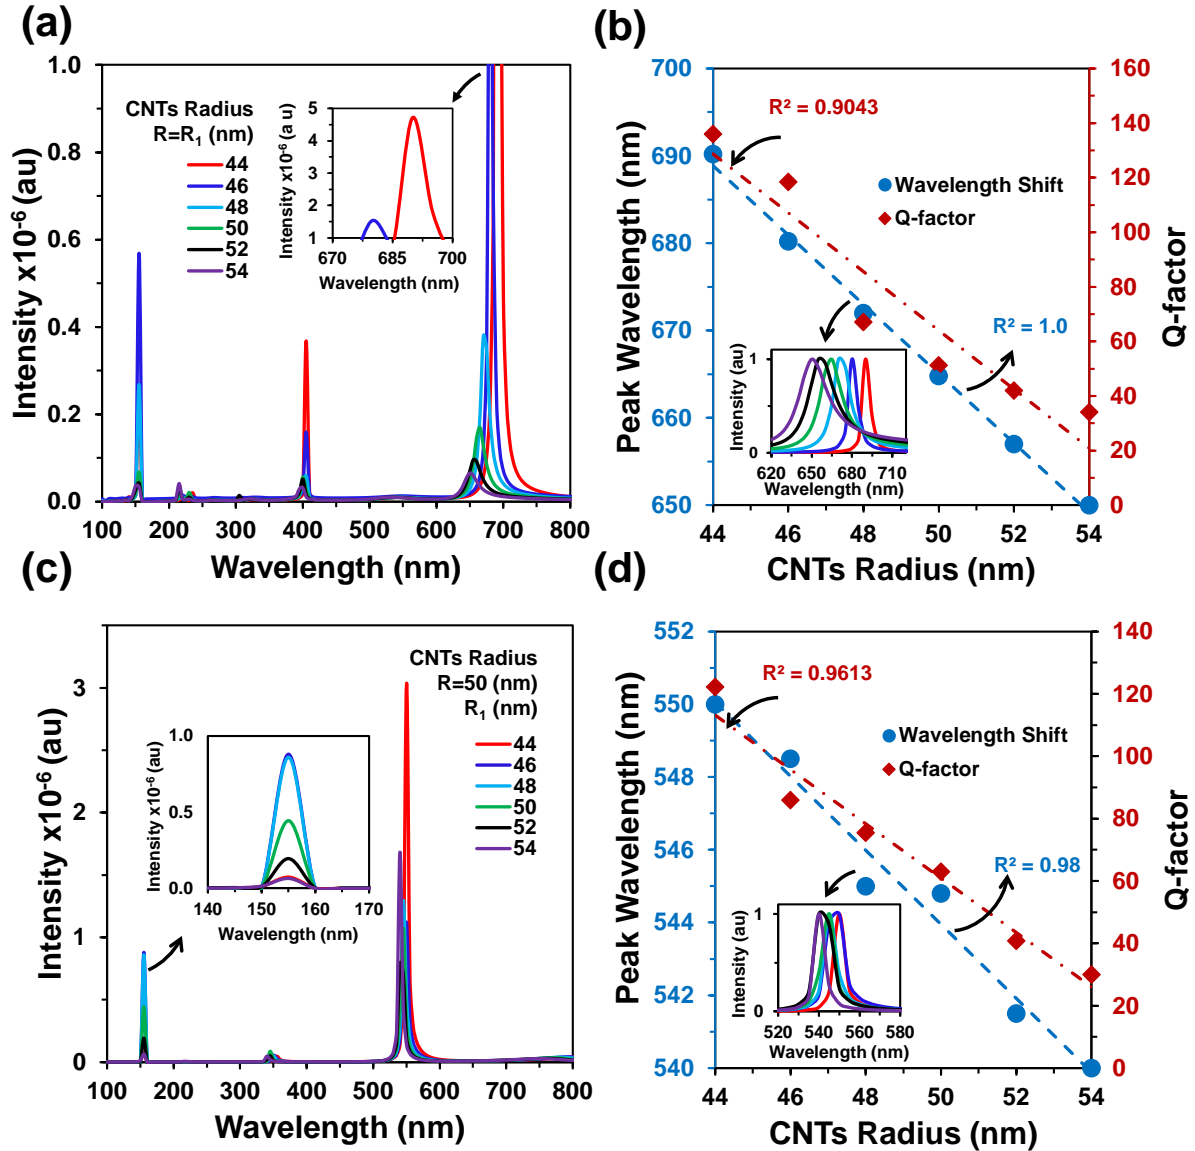 (a)
1.0
0.8
0.6
0.4
0.2
0.0
Intensity x10-6 (au)
100 200 300 400 500 600 700 800
Wavelength (nm)
CNTs Radius
R=R1 (nm)
44
46
48
50
52
54
5
4
3
2
1
Intensity x10-6 (a u)
670 685 700
Wavelength (nm)
(b)
700
690
680
670
660
650
Peak Wavelength (nm)
160
140
120
100
80
60
40
20
0
Q-factor
44 46 48 50 52 54
CNTs Radius (nm)
R² = 0.9043
Wavelength Shift
Q-factor
R² = 1.0
1
0
Intensity (au)
620 650 680 710
Wavelength (nm)
(c)
3
2
1
0
Intensity x10-6 (au)
100 200 300 400 500 600 700 800
Wavelength (nm)
CNTs Radius
R=50 (nm)
R1 (nm)
44
46
48
50
52
54
1.0
0.5
0.0
Intensity x10-6 (au)
140 150 160 170
Wavelength (nm)
(d)
552
550
548
546
544
542
540
Peak Wavelength (nm)
140
120
100
80
60
40
20
0
Q-factor
44 46 48 50 52 54
CNTs Radius (nm)
R² = 0.9613
Wavelength Shift
Q-factor
R² = 0.98
1
0
Intensity (au)
520 540 560 580
Wavelength (nm)